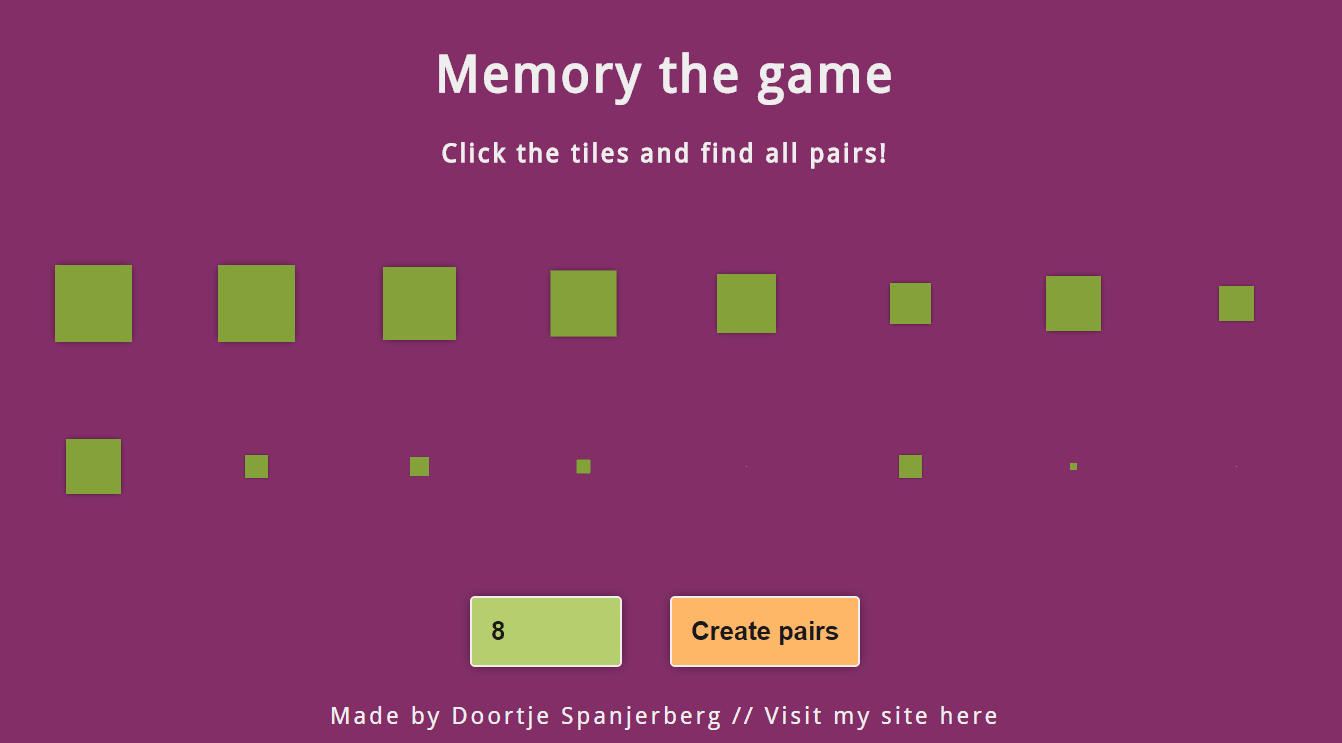 Memory the game
Click the tiles and find all pairs!
8
Create pairs
Made by Doortje Spanjerberg // Visit my site here